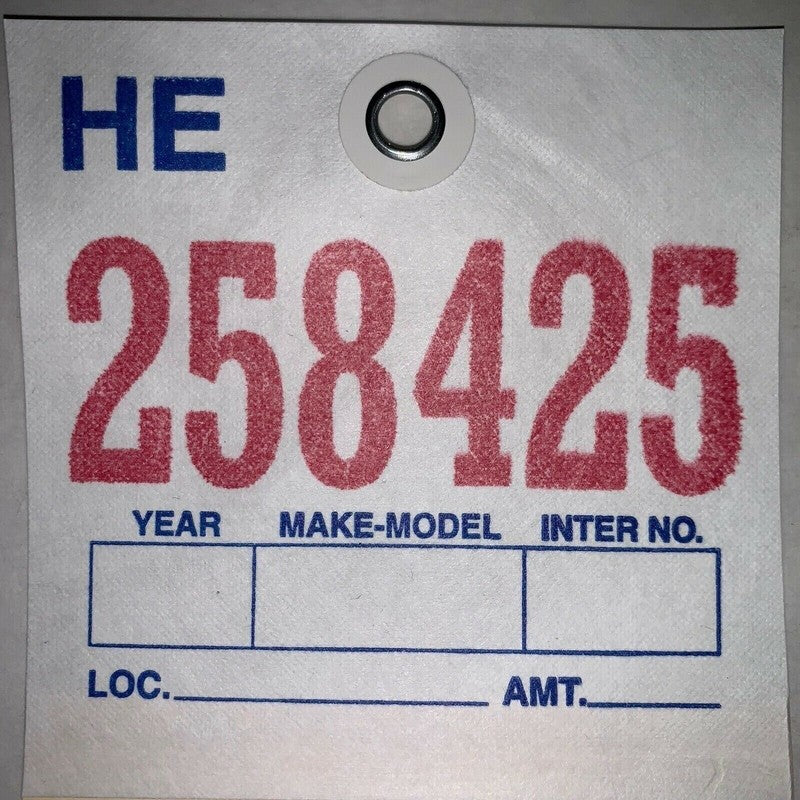 HE
258425
YEAR MAKE-MODEL INTER NO.
LOC. AMT.